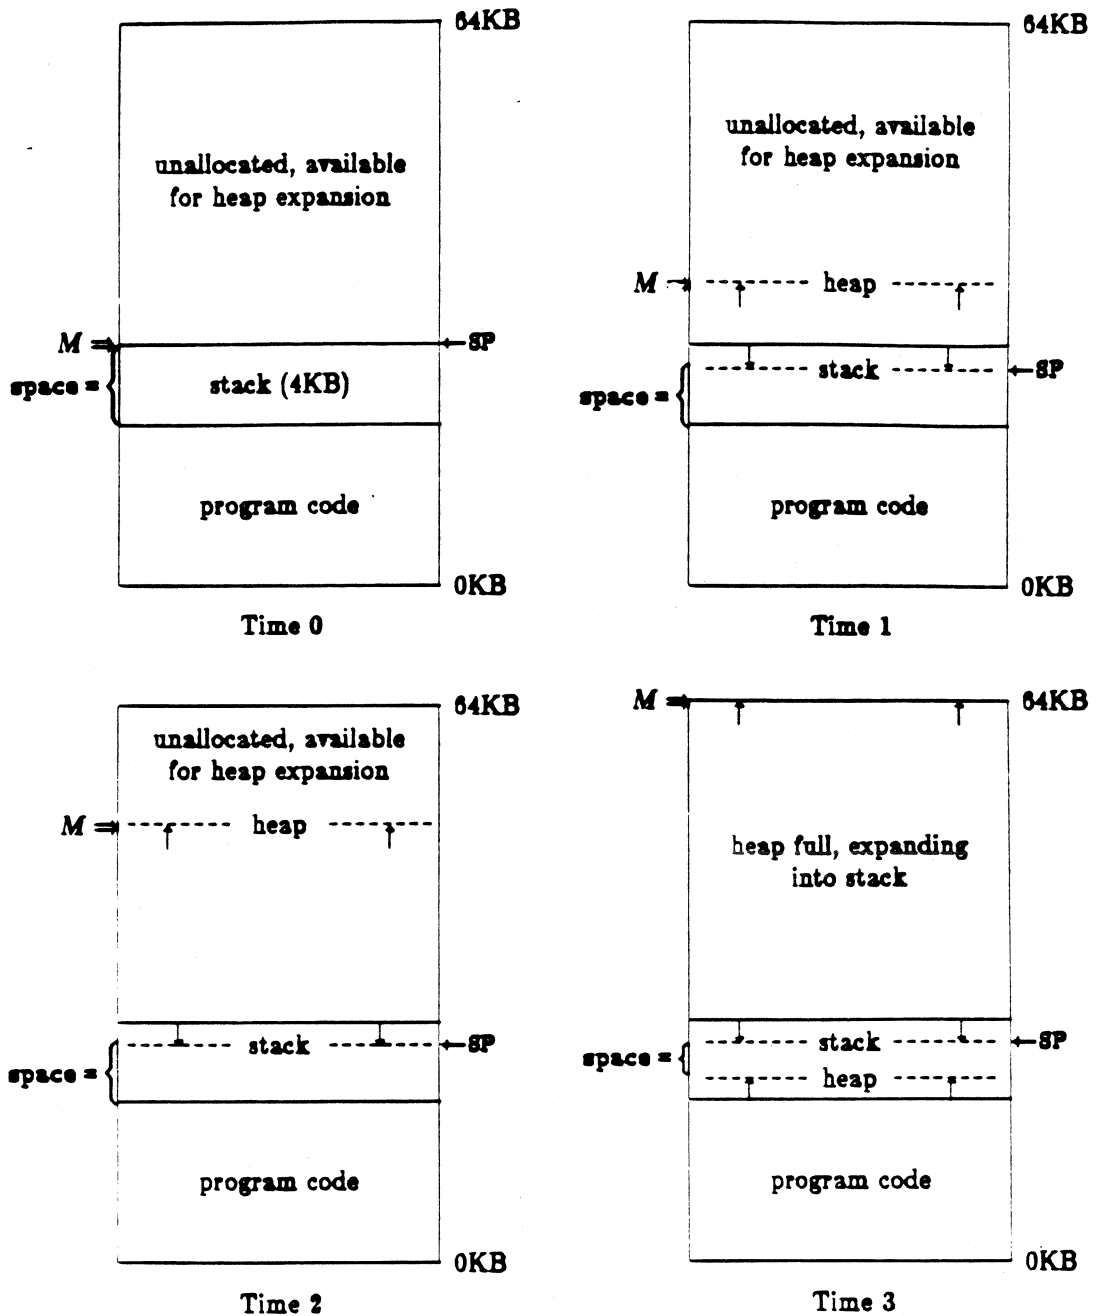 64KB
unallocated, available
for heap expansion
M
SP
space =
stack (4KB)
program code
0KB
Time 0
64KB
unallocated, available
for heap expansion
M
heap
stack
SP
space =
program code
0KB
Time 1
64KB
unallocated, available
for heap expansion
M
heap
stack
SP
space =
program code
0KB
Time 2
M
64KB
heap full, expanding
into stack
stack
SP
space =
heap
program code
0KB
Time 3